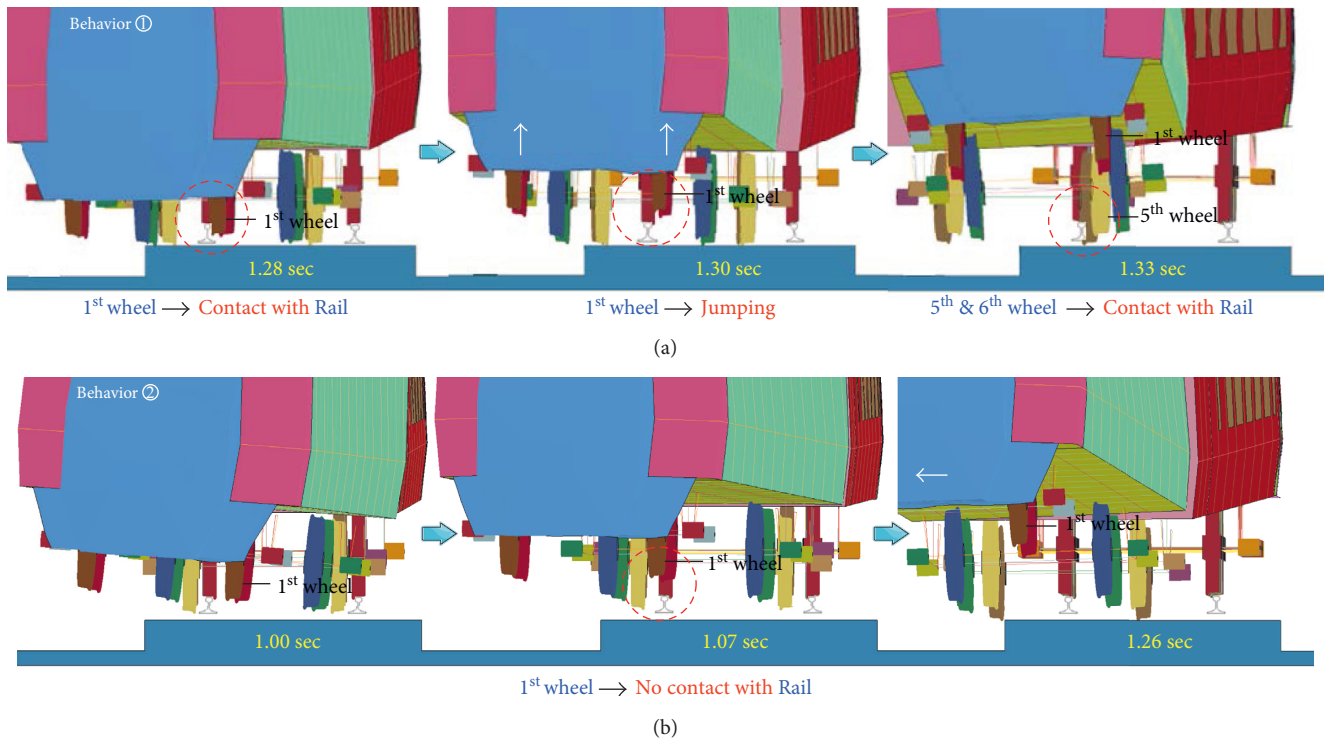 Behavior ①
1st wheel
1st wheel
1st wheel
5th wheel
1.28 sec
1.30 sec
1.33 sec
1st wheel → Contact with Rail
1st wheel → Jumping
5th & 6th wheel → Contact with Rail
(a)
Behavior ②
1st wheel
1st wheel
1st wheel
1.00 sec
1.07 sec
1.26 sec
1st wheel → No contact with Rail
(b)